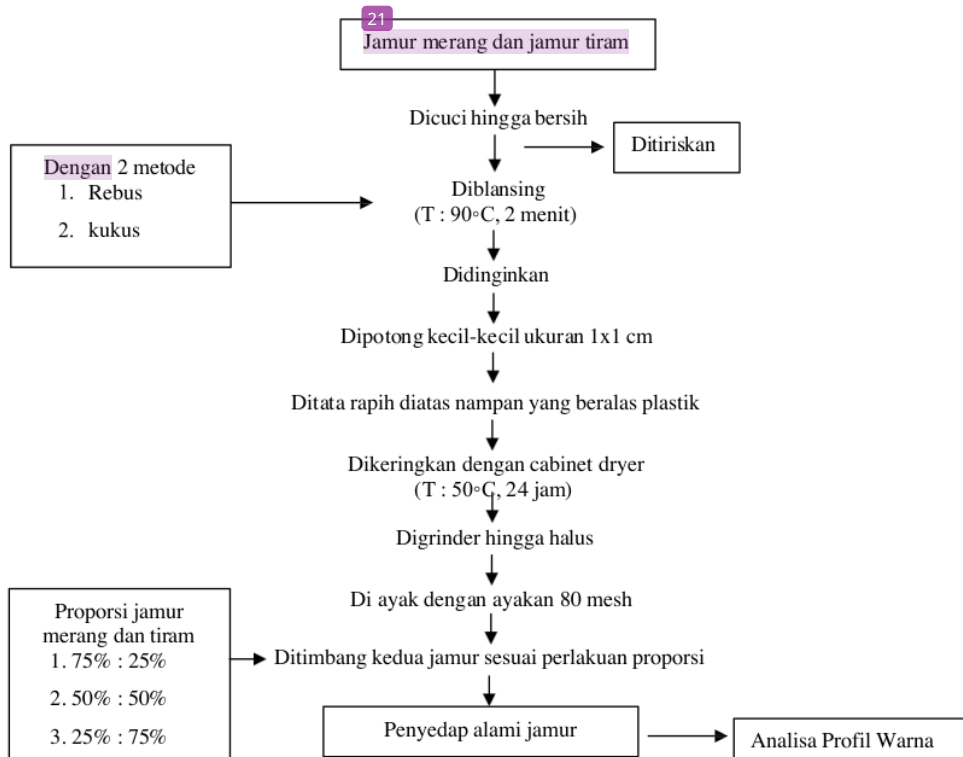 21
Jamur merang dan jamur tiram
Dicuci hingga bersih
Ditiriskan
Dengan 2 metode
1. Rebus
2. kukus
Diblansing
(T : 90◦C, 2 menit)
Didinginkan
Dipotong kecil-kecil ukuran 1x1 cm
Ditata rapih diatas nampan yang beralas plastik
Dikeringkan dengan cabinet dryer
(T : 50◦C, 24 jam)
Digrinder hingga halus
Di ayak dengan ayakan 80 mesh
Proporsi jamur
merang dan tiram
1. 75% : 25%
2. 50% : 50%
3. 25% : 75%
Ditimbang kedua jamur sesuai perlakuan proporsi
Penyedap alami jamur
Analisa Profil Warna